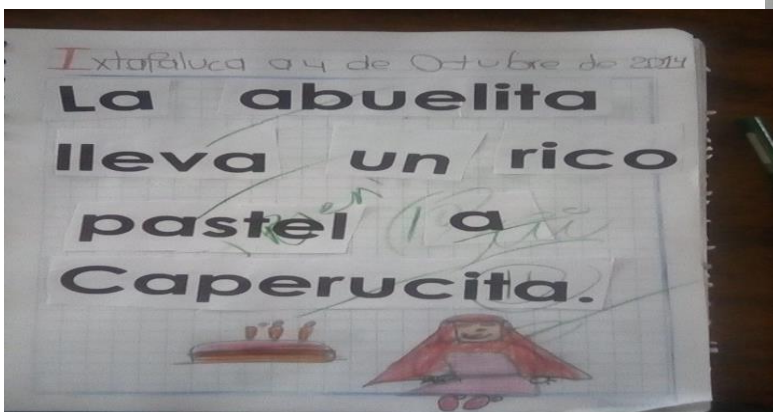 Ixtapaluca a 4 de Octubre de 2014
La abuelita
lleva un rico
pastel a
Caperucita.